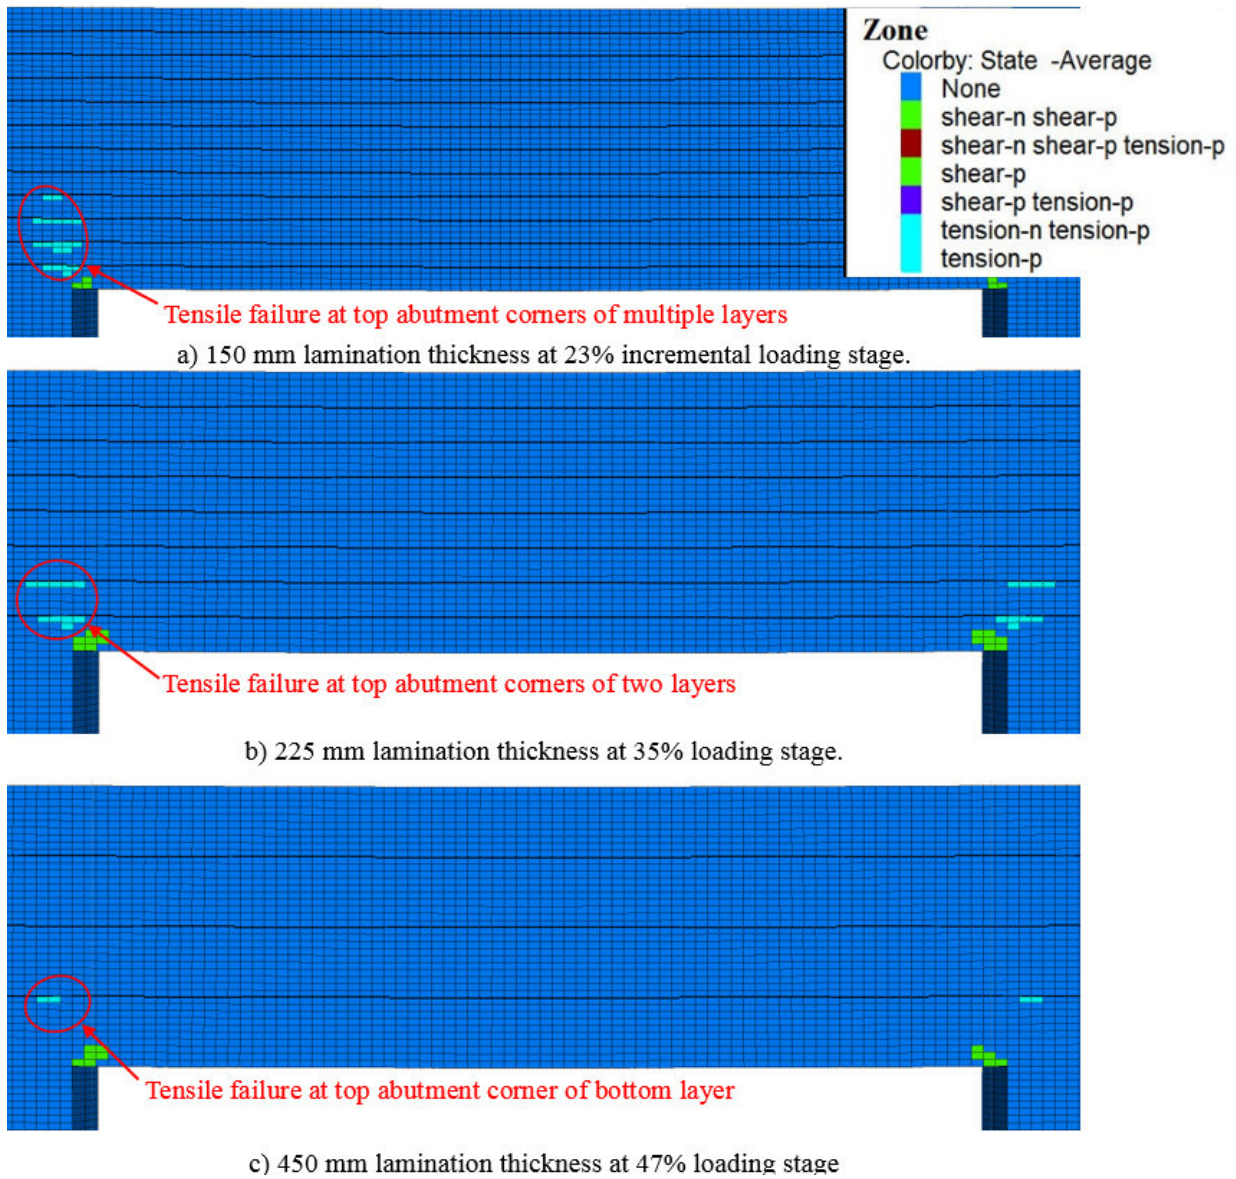 Zone
Colorby: State -Average
None
shear-n shear-p
shear-n shear-p tension-p
shear-p
shear-p tension-p
tension-n tension-p
tension-p
Tensile failure at top abutment corners of multiple layers
a) 150 mm lamination thickness at 23% incremental loading stage.
Tensile failure at top abutment corners of two layers
b) 225 mm lamination thickness at 35% loading stage.
Tensile failure at top abutment corner of bottom layer
c) 450 mm lamination thickness at 47% loading stage